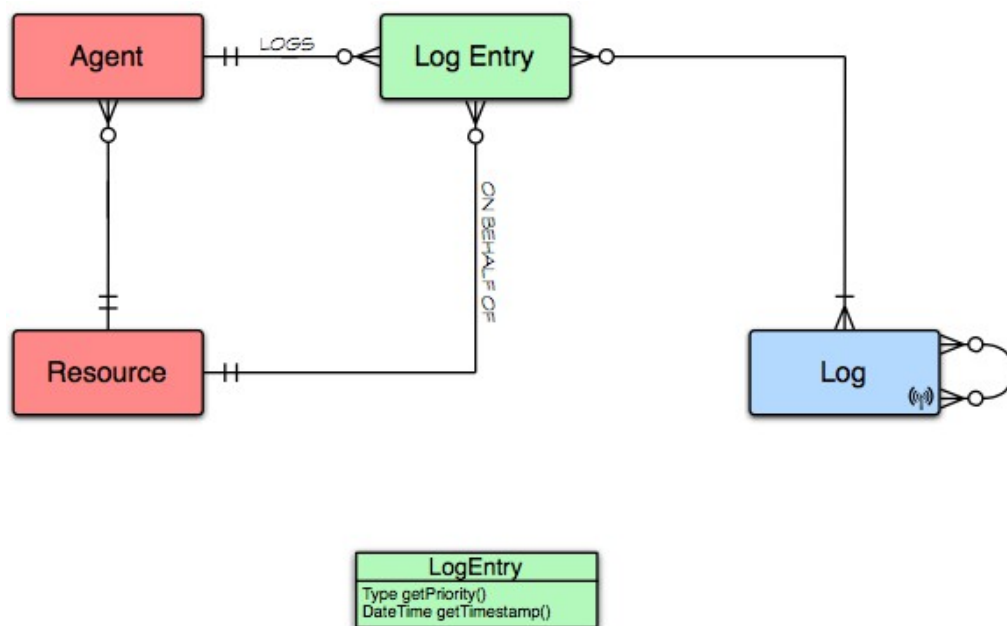 Agent
LOGS
Log Entry
ON BEHALF OF
Resource
Log
LogEntry
Type getPriority()
DateTime getTimestamp()